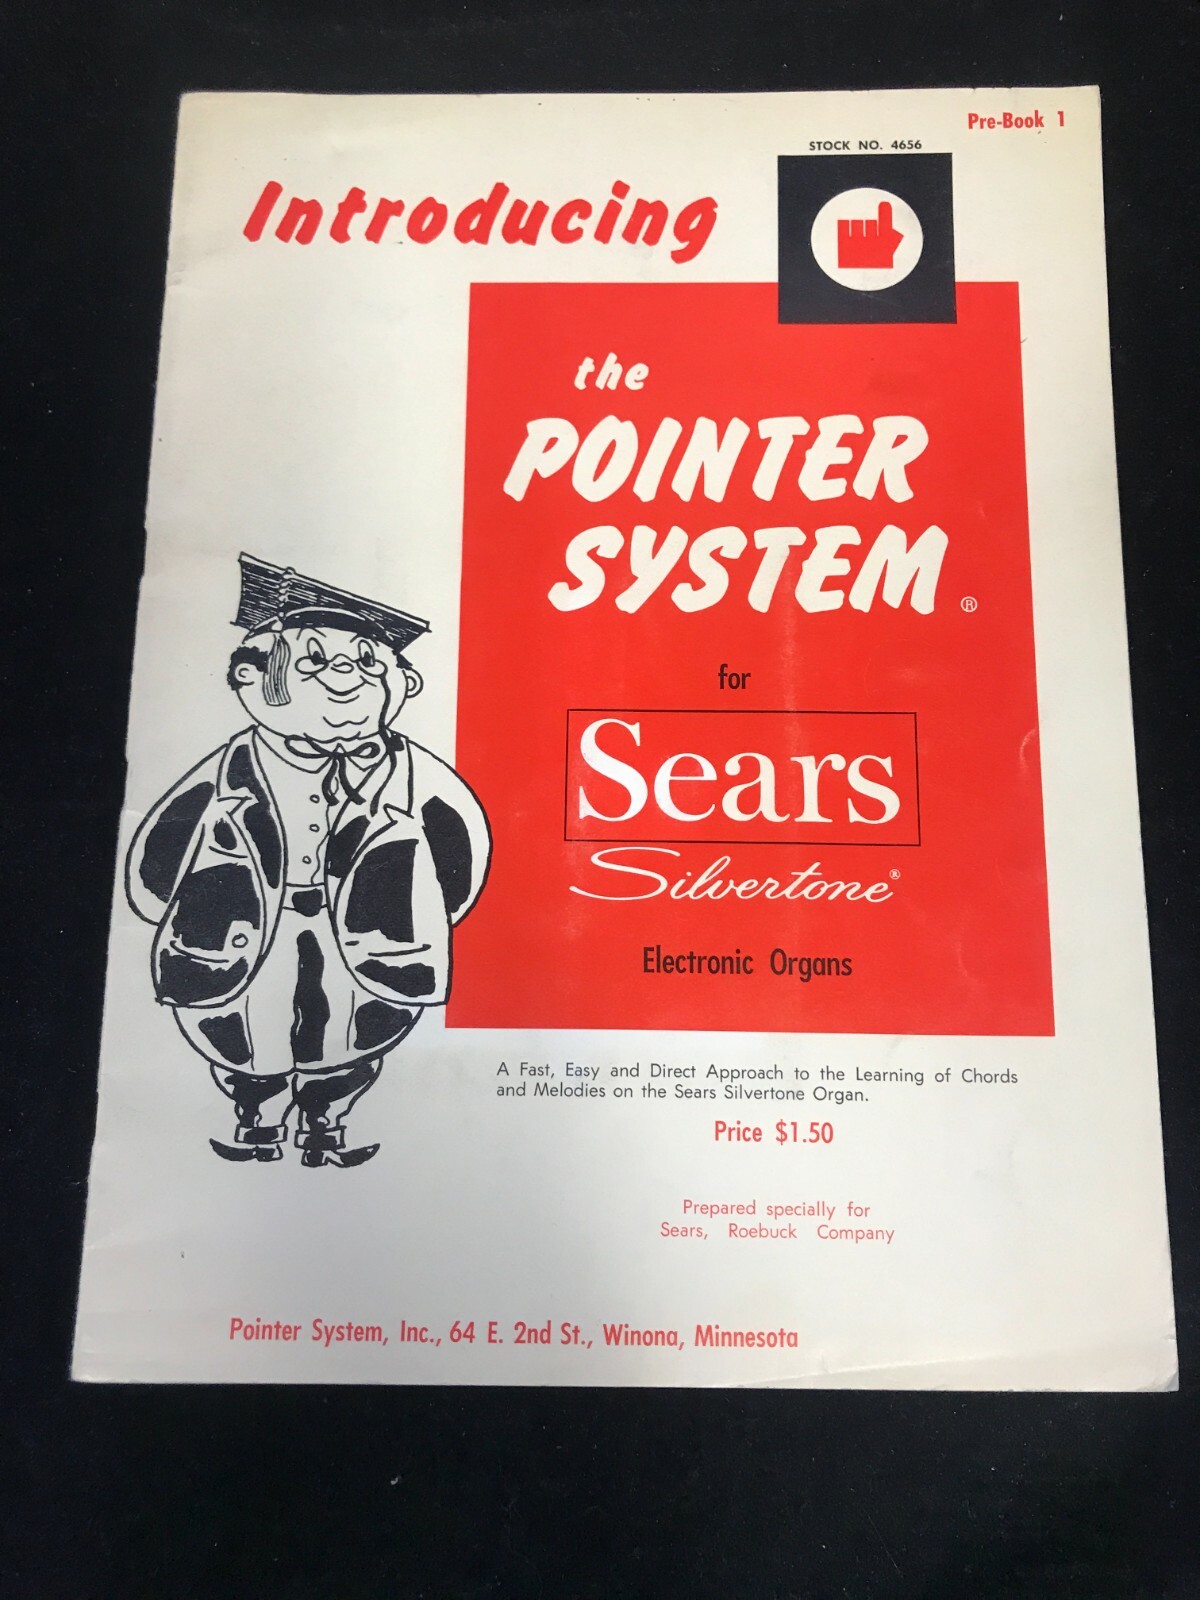 Pre-Book 1
STOCK NO. 4656
Introducing
the
POINTER
SYSTEM ®
for
Sears
Silvertone®
Electronic Organs
A Fast, Easy and Direct Approach to the Learning of Chords
and Melodies on the Sears Silvertone Organ.
Price $1.50
Prepared specially for
Sears, Roebuck Company
Pointer System, Inc., 64 E. 2nd St., Winona, Minnesota